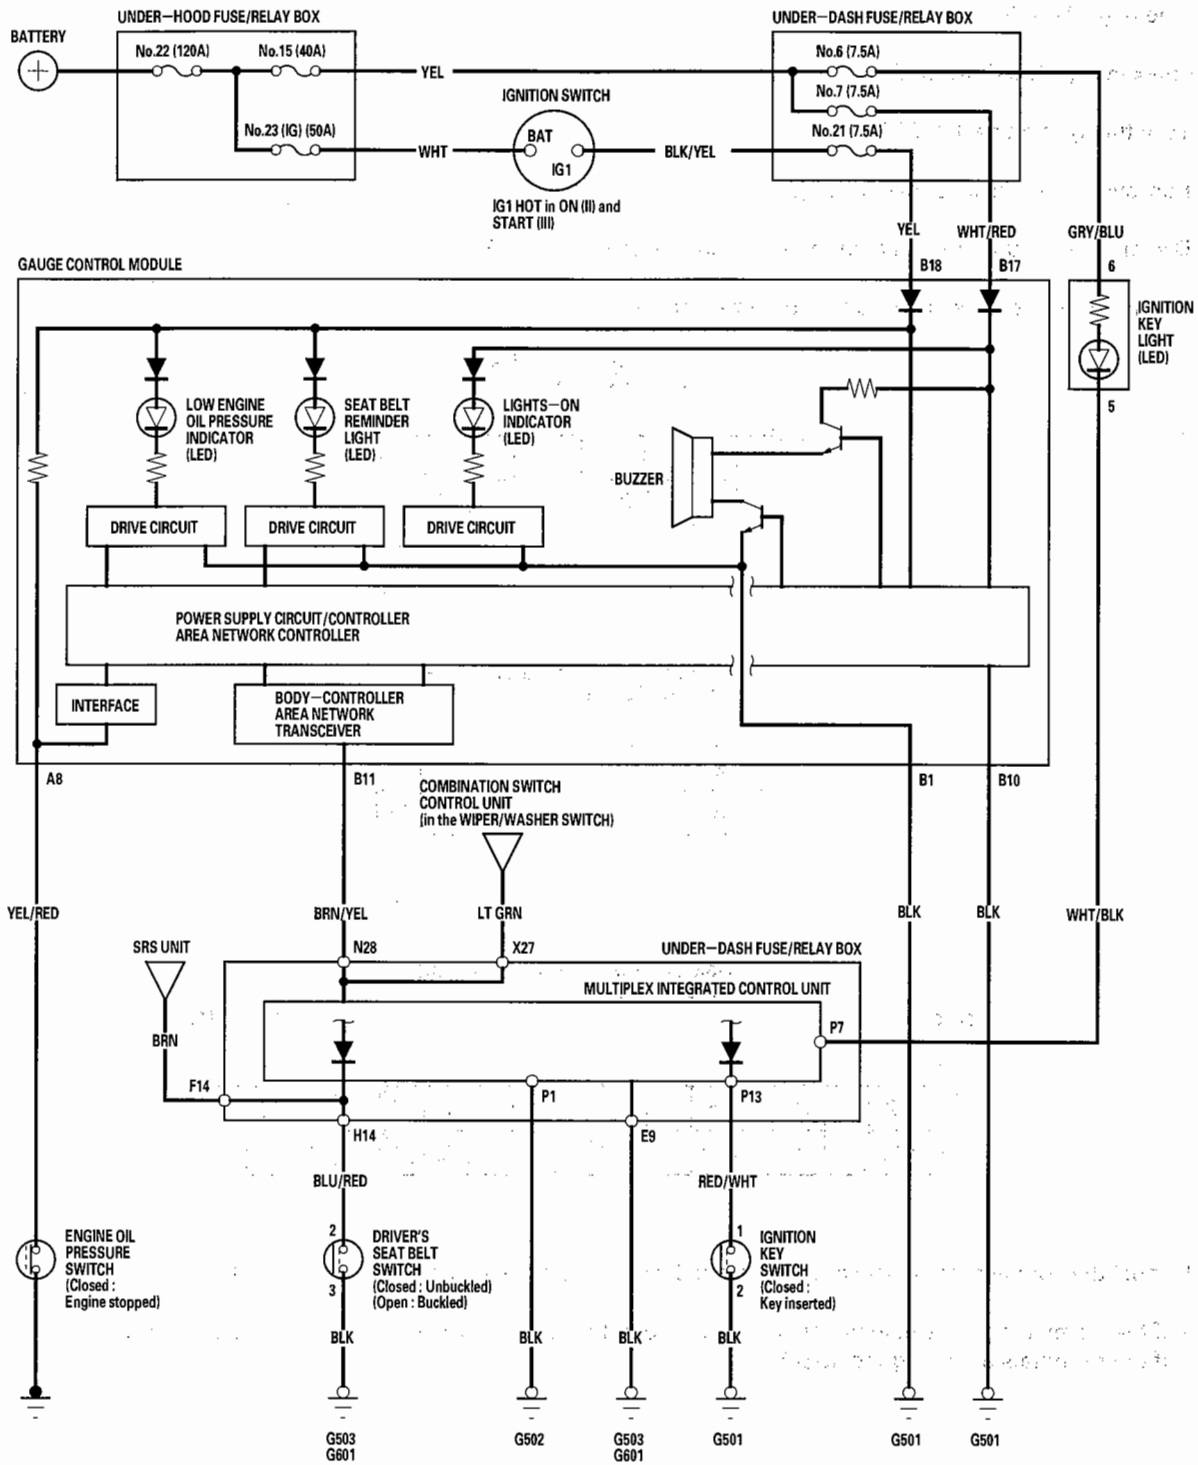 UNDER—HOOD FUSE/RELAY BOX
UNDER—DASH FUSE/RELAY BOX
BATTERY
No.22 (120A)
No.15 (40A)
YEL
No.6 (7.5A)
No.7 (7.5A)
IGNITION SWITCH
No.23 (IG) (50A)
WHT
BAT
IG1
BLK/YEL
No.21 (7.5A)
IG1 HOT in ON (II) and
START (III)
YEL
WHT/RED
GRY/BLU
GAUGE CONTROL MODULE
B18
B17
6
IGNITION
KEY
LIGHT
(LED)
5
LOW ENGINE
OIL PRESSURE
INDICATOR
(LED)
SEAT BELT
REMINDER
LIGHT
(LED)
LIGHTS—ON
INDICATOR
(LED)
BUZZER
DRIVE CIRCUIT
DRIVE CIRCUIT
DRIVE CIRCUIT
POWER SUPPLY CIRCUIT/CONTROLLER
AREA NETWORK CONTROLLER
INTERFACE
BODY—CONTROLLER
AREA NETWORK
TRANSCEIVER
A8
B11
B1
B10
COMBINATION SWITCH
CONTROL UNIT
(in the WIPER/WASHER SWITCH)
YEL/RED
BRN/YEL
LT GRN
BLK
BLK
WHT/BLK
SRS UNIT
N28
X27
UNDER—DASH FUSE/RELAY BOX
MULTIPLEX INTEGRATED CONTROL UNIT
P7
BRN
F14
P1
P13
H14
E9
BLU/RED
RED/WHT
ENGINE OIL
PRESSURE
SWITCH
(Closed :
Engine stopped)
2
3
DRIVER'S
SEAT BELT
SWITCH
(Closed : Unbuckled)
(Open : Buckled)
1
2
IGNITION
KEY
SWITCH
(Closed :
Key inserted)
BLK
BLK
BLK
BLK
G503
G601
G502
G503
G601
G501
G501
G501